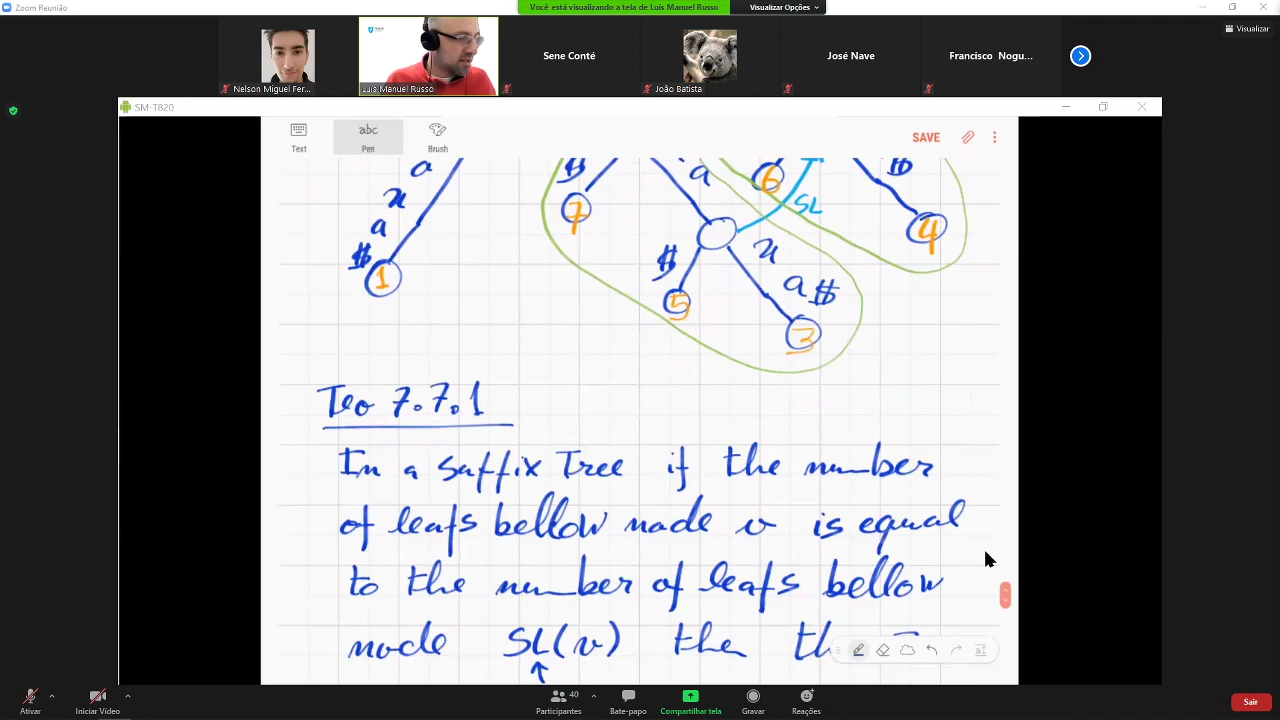 Zoom Reunião
Você está visualizando a tela de Luís Manuel Russo
Visualizar Opções
Visualizar
Nelson Miguel Fer...
Luís Manuel Russo
Sene Conté
João Batista
José Nave
Francisco Nogu...
SM-T820
Text
abc
Pen
Brush
SAVE
a
x
a
$
1
$
7
a
6
SL
$
4
$
5
x
a $
3
Teo 7.7.1
In a suffix Tree if the number
of leafs bellow node v is equal
to the number of leafs bellow
node SL(v) then
Ativar
Iniciar Vídeo
40
Participantes
Bate-papo
Compartilhar tela
Gravar
Reações
Sair